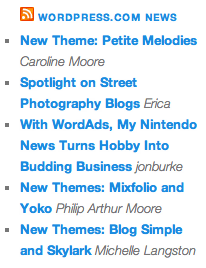 WORDPRESS.COM NEWS
New Theme: Petite Melodies
Caroline Moore
Spotlight on Street
Photography Blogs Erica
With WordAds, My Nintendo
News Turns Hobby Into
Budding Business jonburke
New Themes: Mixfolio and
Yoko Philip Arthur Moore
New Themes: Blog Simple
and Skylark Michelle Langston